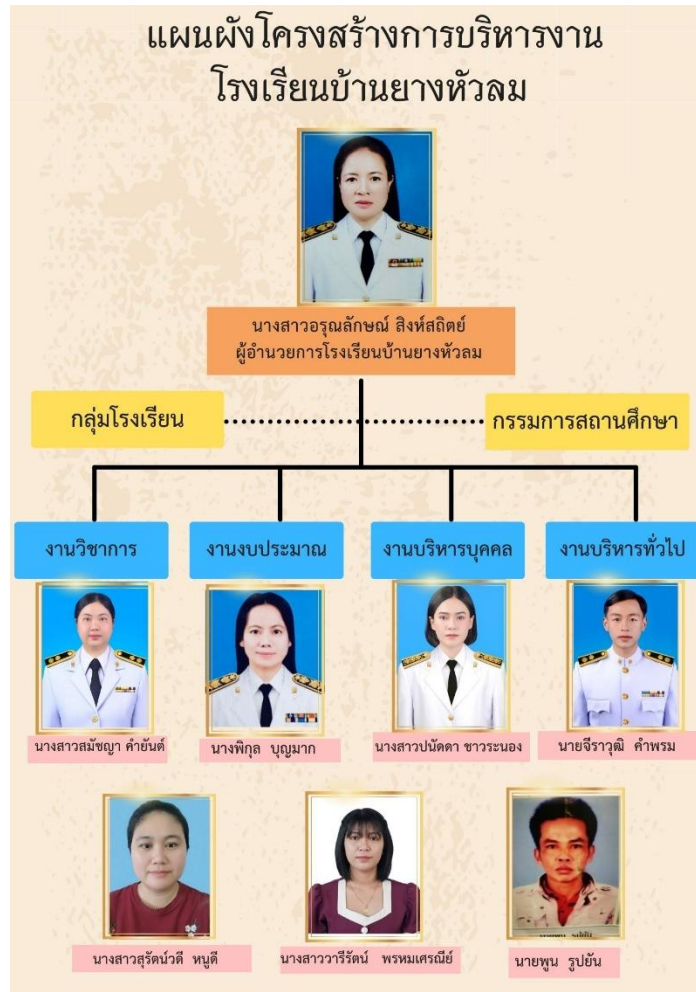 แผนผังโครงสร้างการบริหารงาน
โรงเรียนบ้านยางหัวลม
นางสาวอรุณลักษณ์ สิงห์สถิตย์
ผู้อำนวยการโรงเรียนบ้านยางหัวลม
กลุ่มโรงเรียน
กรรมการสถานศึกษา
งานวิชาการ
งานงบประมาณ
งานบริหารบุคคล
งานบริหารทั่วไป
นางสาวสมัชญา คำยันต์
นางพิกุล บุญมาก
นางสาวปนัดดา ชาวระนอง
นายจีราวุฒิ คำพรม
นางสาวสุรัตน์วดี หนูดี
นางสาววารีรัตน์ พรหมเศรณีย์
นายพูน รูปยัน